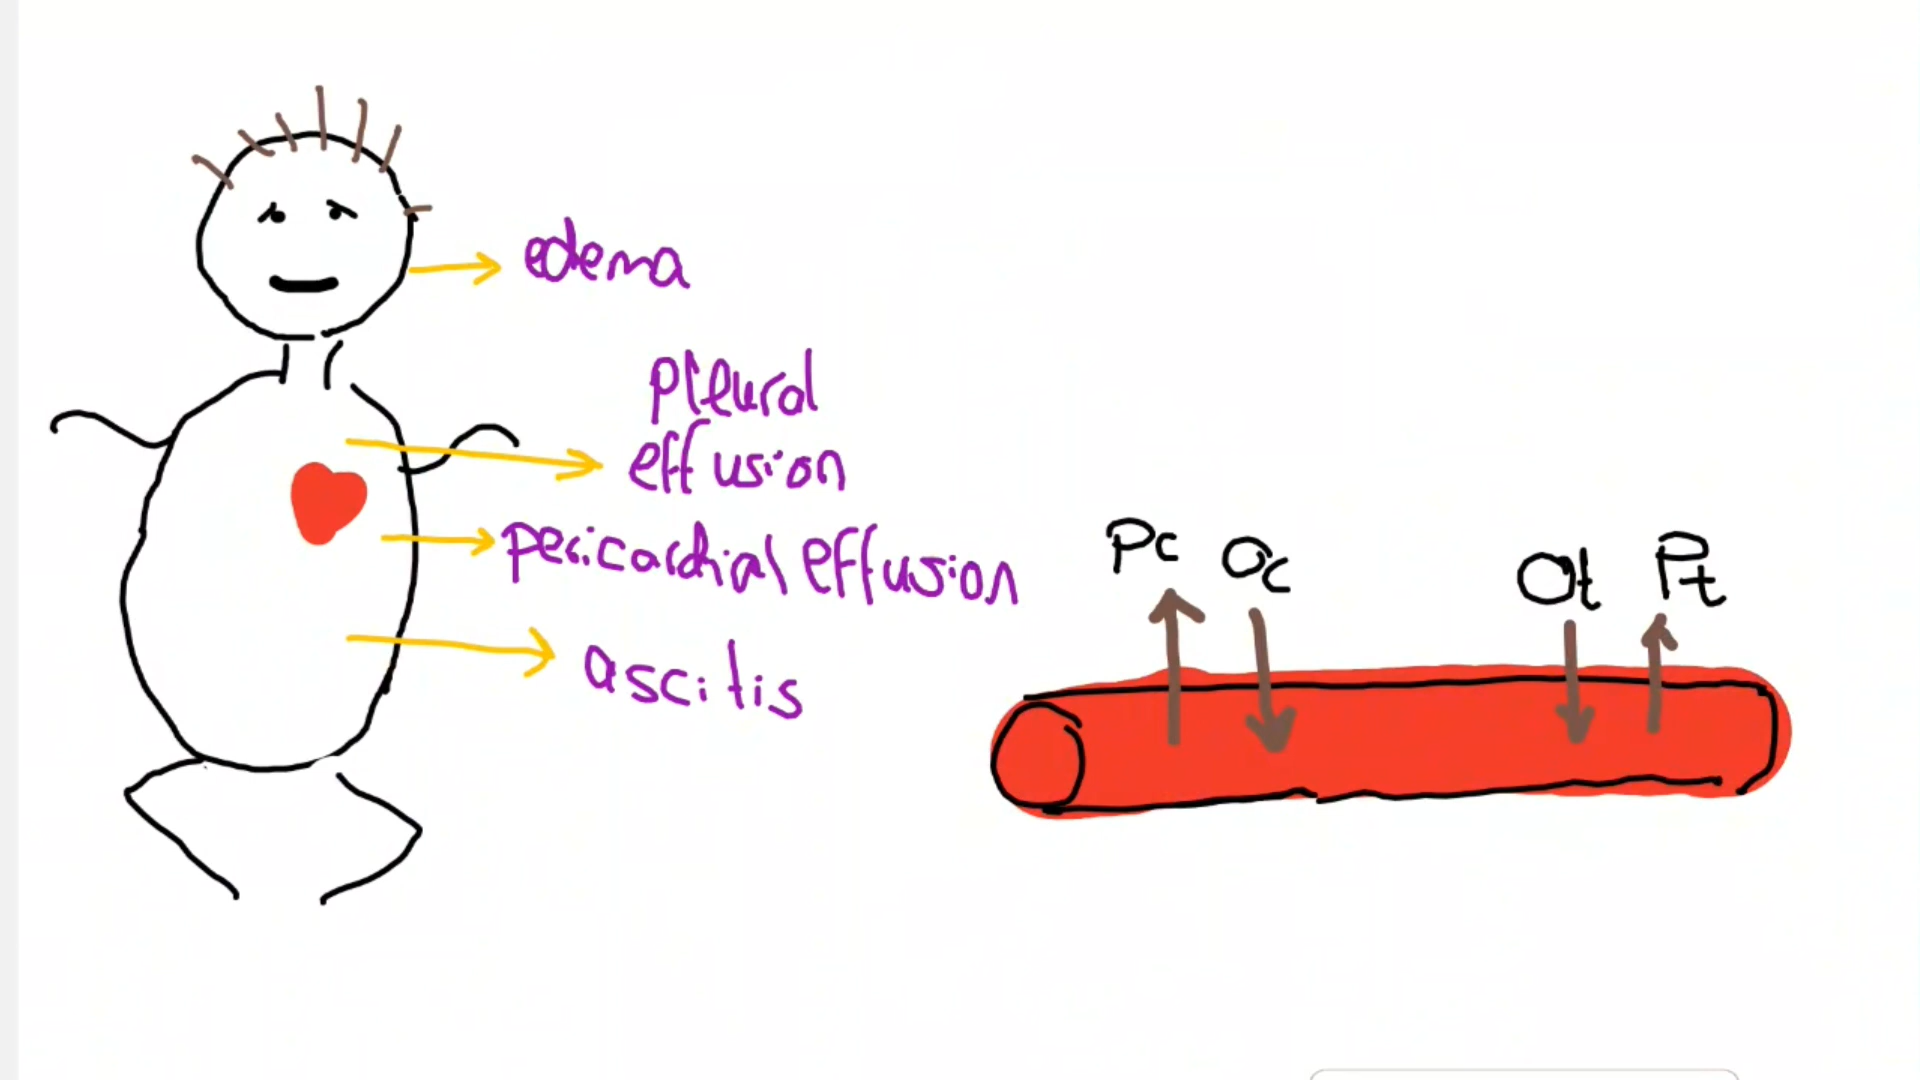 edema
pleural
effusion
pericardial effusion
ascitis
Pc Oc
Ot Pt